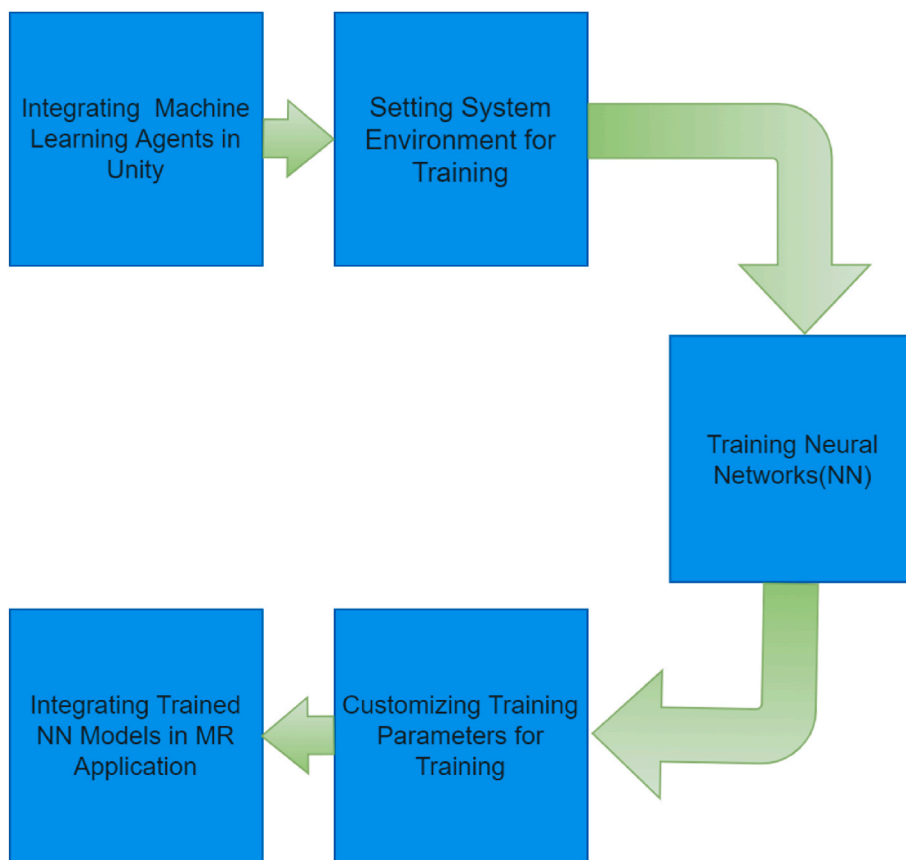 Integrating  Machine
Learning Agents in
Unity
Setting System
Environment for
Training
Training Neural
Networks(NN)
Customizing Training
Parameters for
Training
Integrating Trained
NN Models in MR
Application